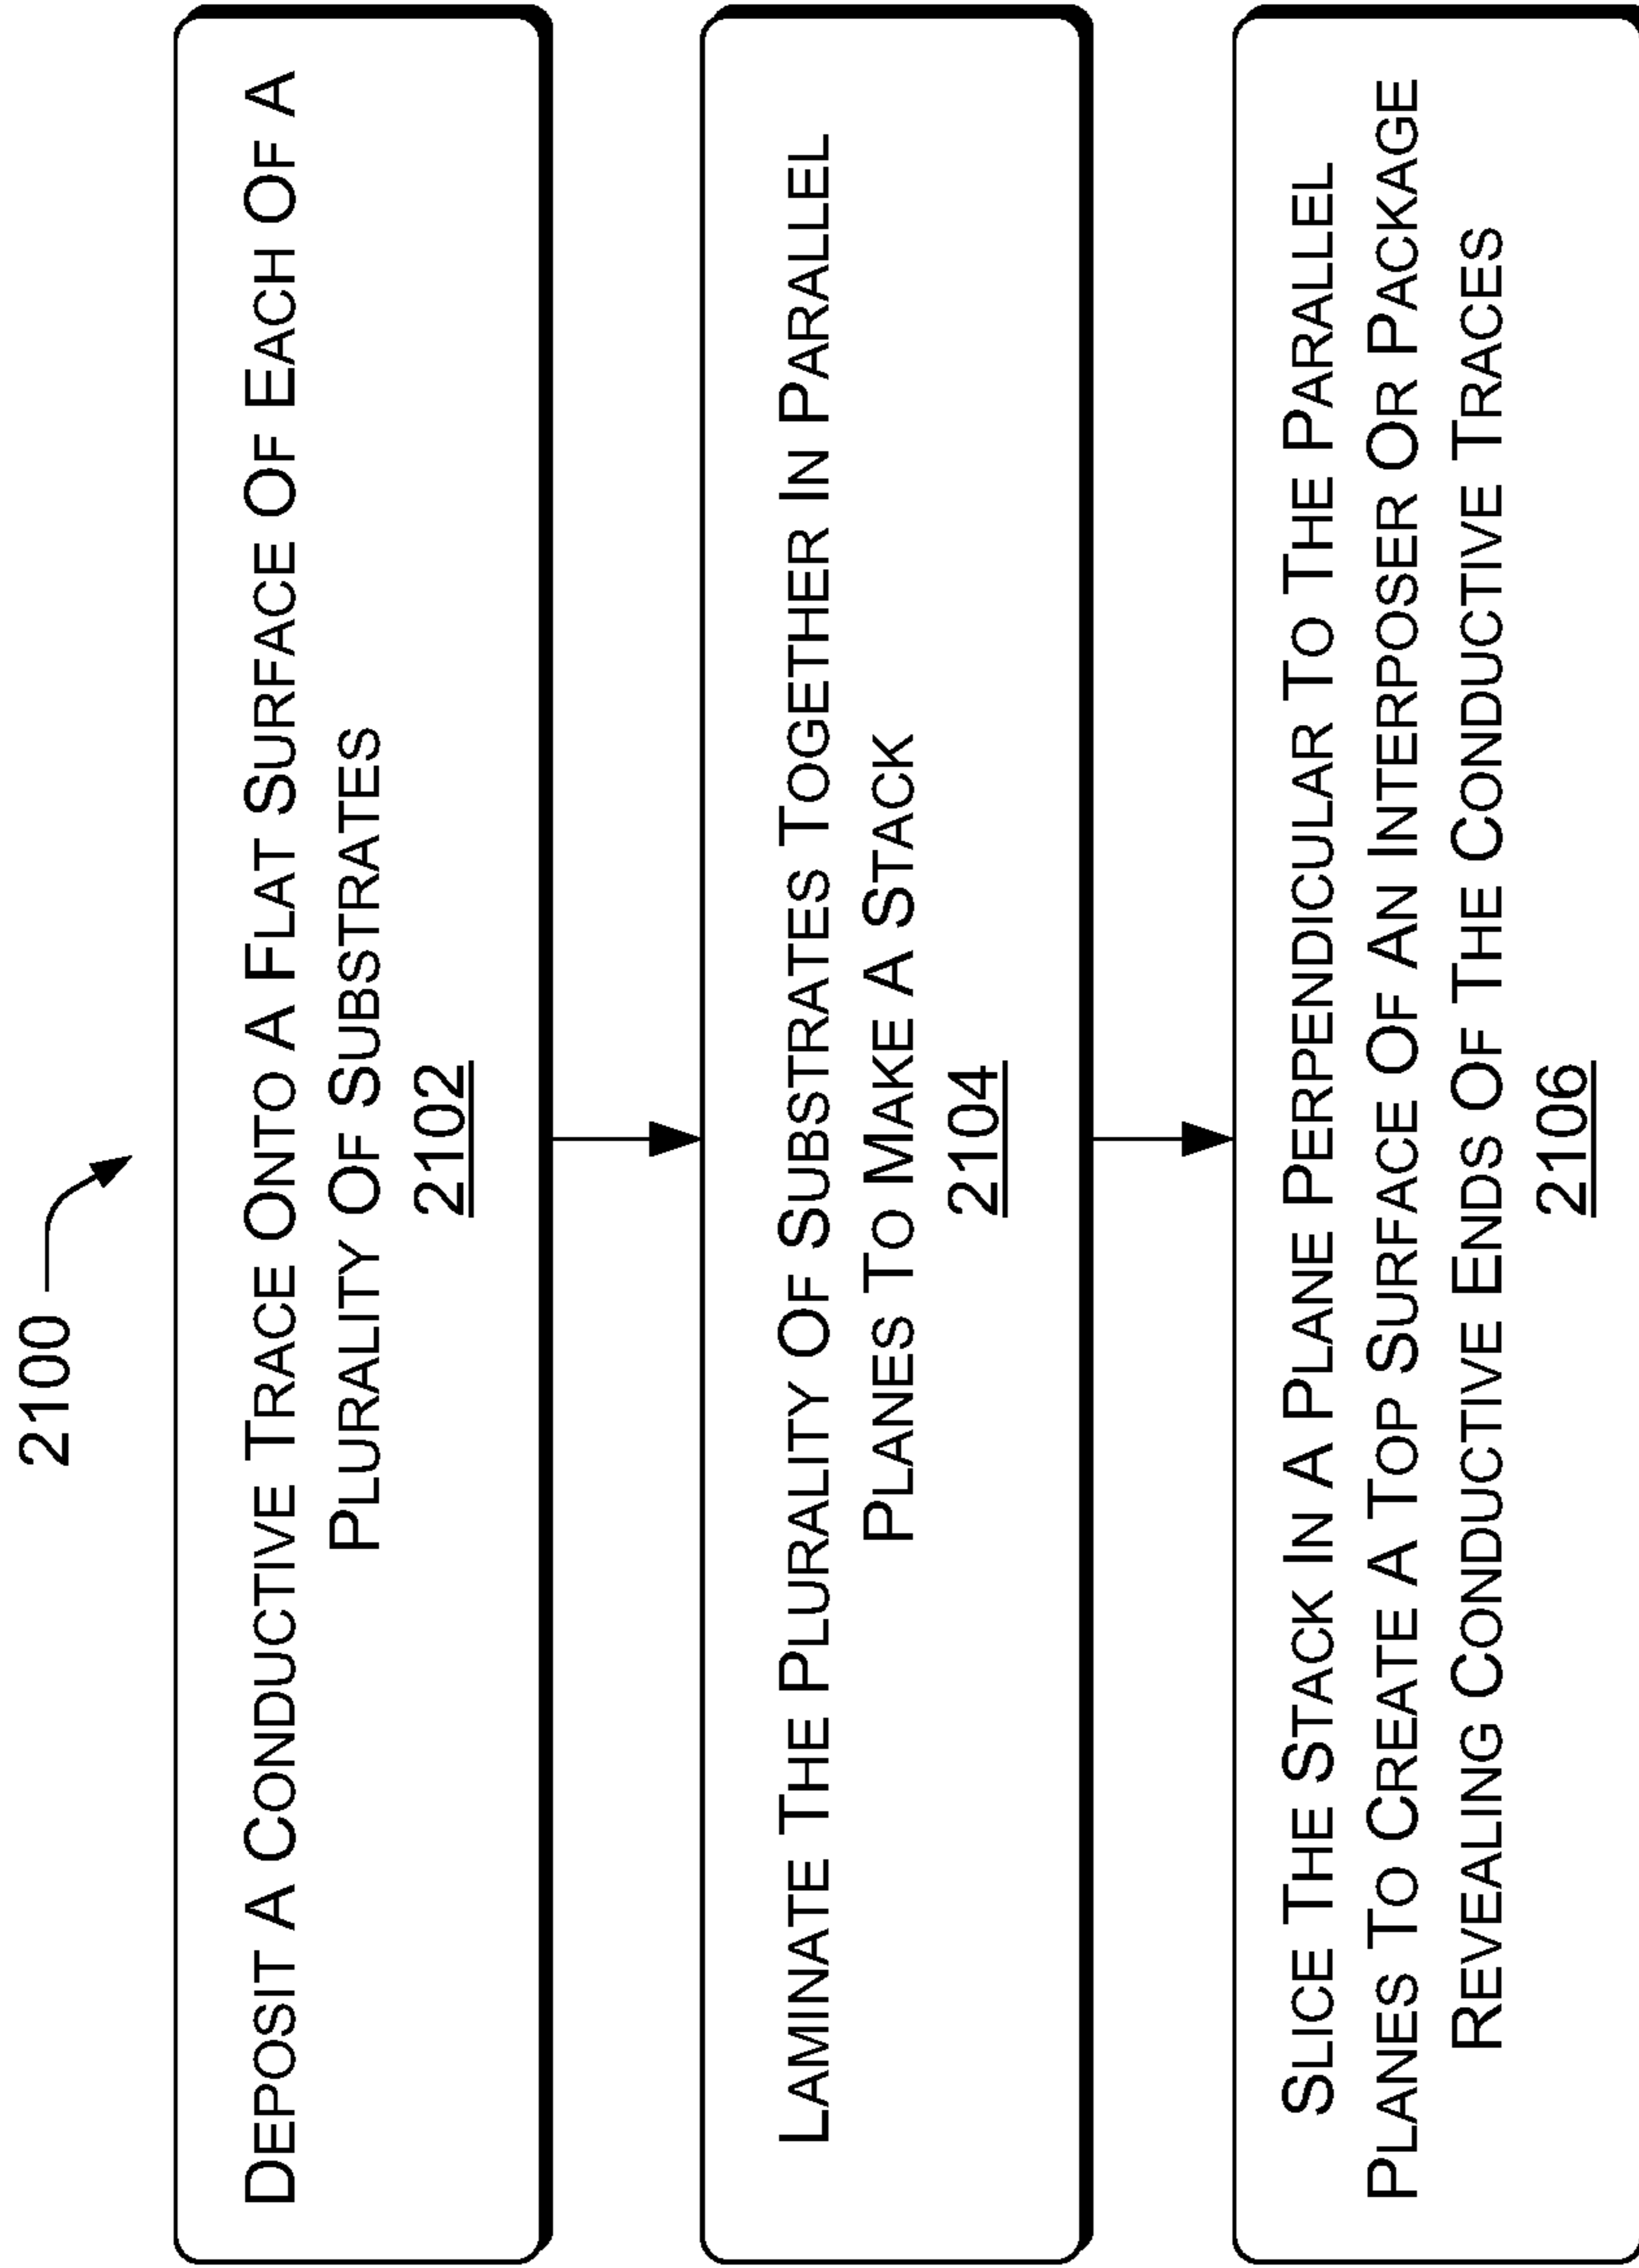 2100
DEPOSIT A CONDUCTIVE TRACE ONTO A FLAT SURFACE OF EACH OF A
PLURALITY OF SUBSTRATES
2102
LAMINATE THE PLURALITY OF SUBSTRATES TOGETHER IN PARALLEL
PLANES TO MAKE A STACK
2104
SLICE THE STACK IN A PLANE PERPENDICULAR TO THE PARALLEL
PLANES TO CREATE A TOP SURFACE OF AN INTERPOSER OR PACKAGE
REVEALING CONDUCTIVE ENDS OF THE CONDUCTIVE TRACES
2106